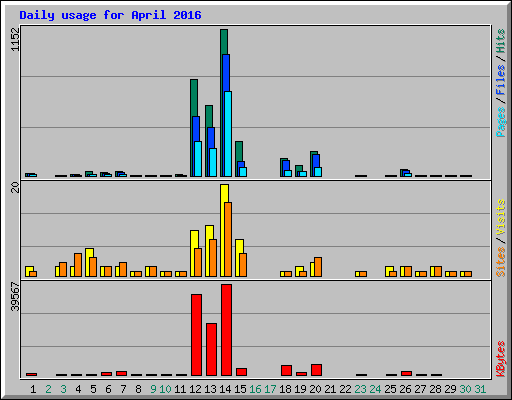 Daily usage for April 2016
1152
Pages/Files/Hits
20
Sites/Visits
39567
KBytes
1 2 3 4 5 6 7 8 9 10 11 12 13 14 15 16 17 18 19 20 21 22 23 24 25 26 27 28 29 30 31